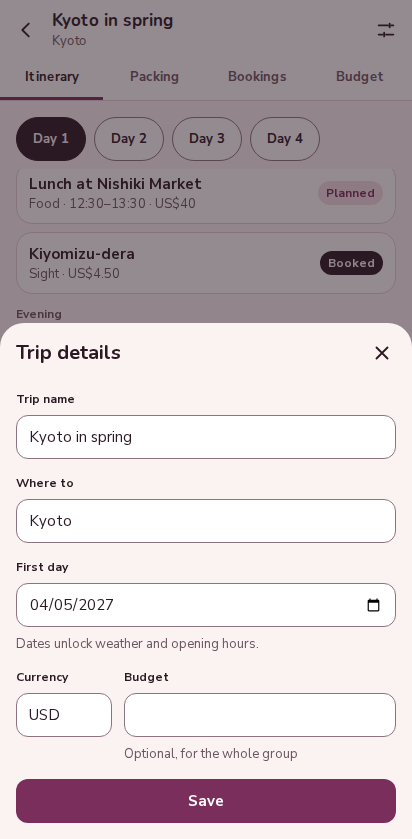 Kyoto in spring
Kyoto
Itinerary Packing Bookings Budget
Day 1 Day 2 Day 3 Day 4
Lunch at Nishiki Market
Food · 12:30–13:30 · US$40
Planned
Kiyomizu-dera
Sight · US$4.50
Booked
Evening
Trip details
Trip name
Kyoto in spring
Where to
Kyoto
First day
04/05/2027
Dates unlock weather and opening hours.
Currency Budget
USD
Optional, for the whole group
Save